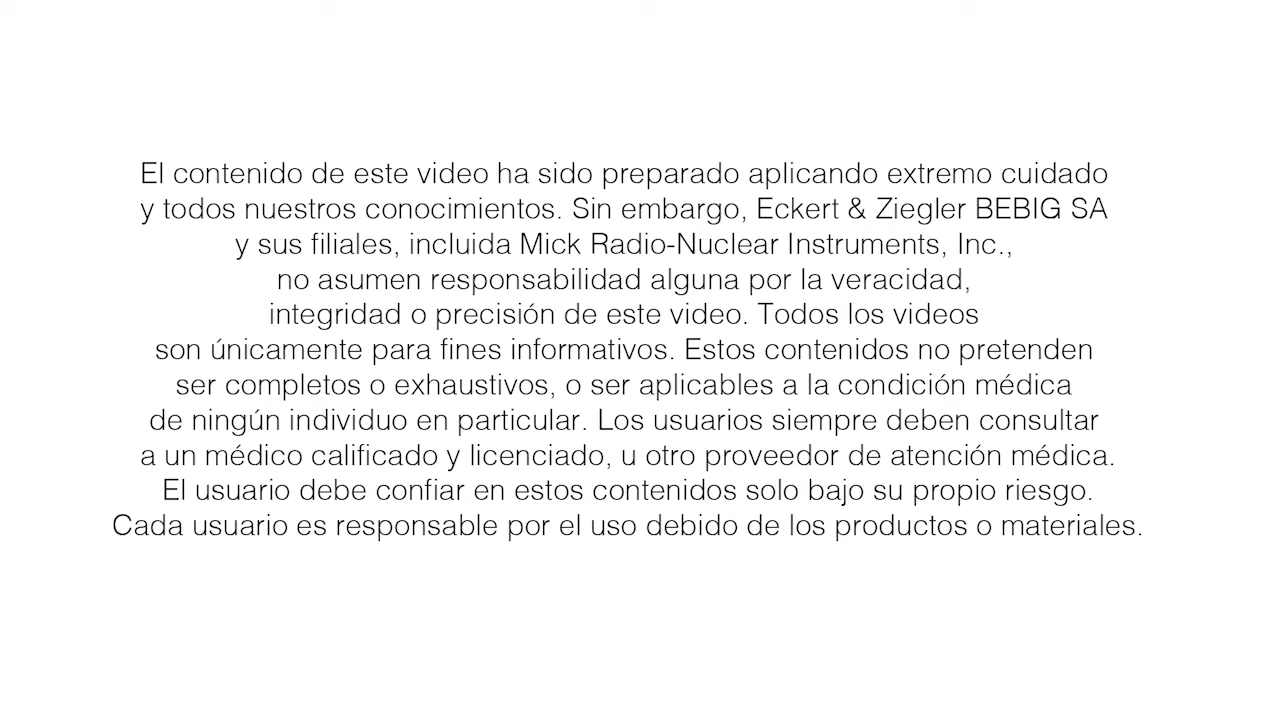 El contenido de este video ha sido preparado aplicando extremo cuidado
y todos nuestros conocimientos. Sin embargo, Eckert & Ziegler BEBIG SA
y sus filiales, incluida Mick Radio-Nuclear Instruments, Inc.,
no asumen responsabilidad alguna por la veracidad,
integridad o precisión de este video. Todos los videos
son únicamente para fines informativos. Estos contenidos no pretenden
ser completos o exhaustivos, o ser aplicables a la condición médica
de ningún individuo en particular. Los usuarios siempre deben consultar
a un médico calificado y licenciado, u otro proveedor de atención médica.
El usuario debe confiar en estos contenidos solo bajo su propio riesgo.
Cada usuario es responsable por el uso debido de los productos o materiales.